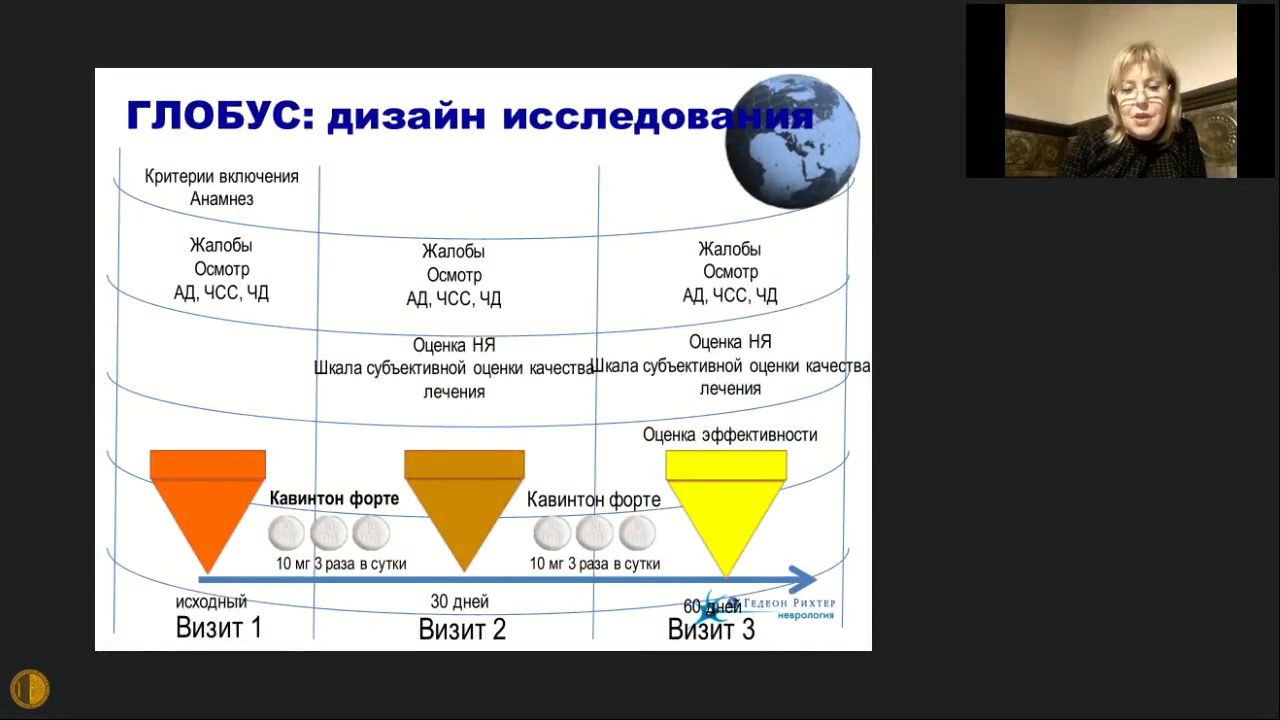 ГЛОБУС: дизайн исследования
Критерии включения
Анамнез
Жалобы
Осмотр
АД, ЧСС, ЧД
Жалобы
Осмотр
АД, ЧСС, ЧД
Жалобы
Осмотр
АД, ЧСС, ЧД
Оценка НЯ
Шкала субъективной оценки качества
лечения
Оценка НЯ
Шкала субъективной оценки качества
лечения
Оценка эффективности
Кавинтон форте
10 мг 3 раза в сутки
Кавинтон форте
10 мг 3 раза в сутки
исходный
Визит 1
30 дней
Визит 2
60 дней
Визит 3
ГЕДЕОН РИХТЕР
неврология